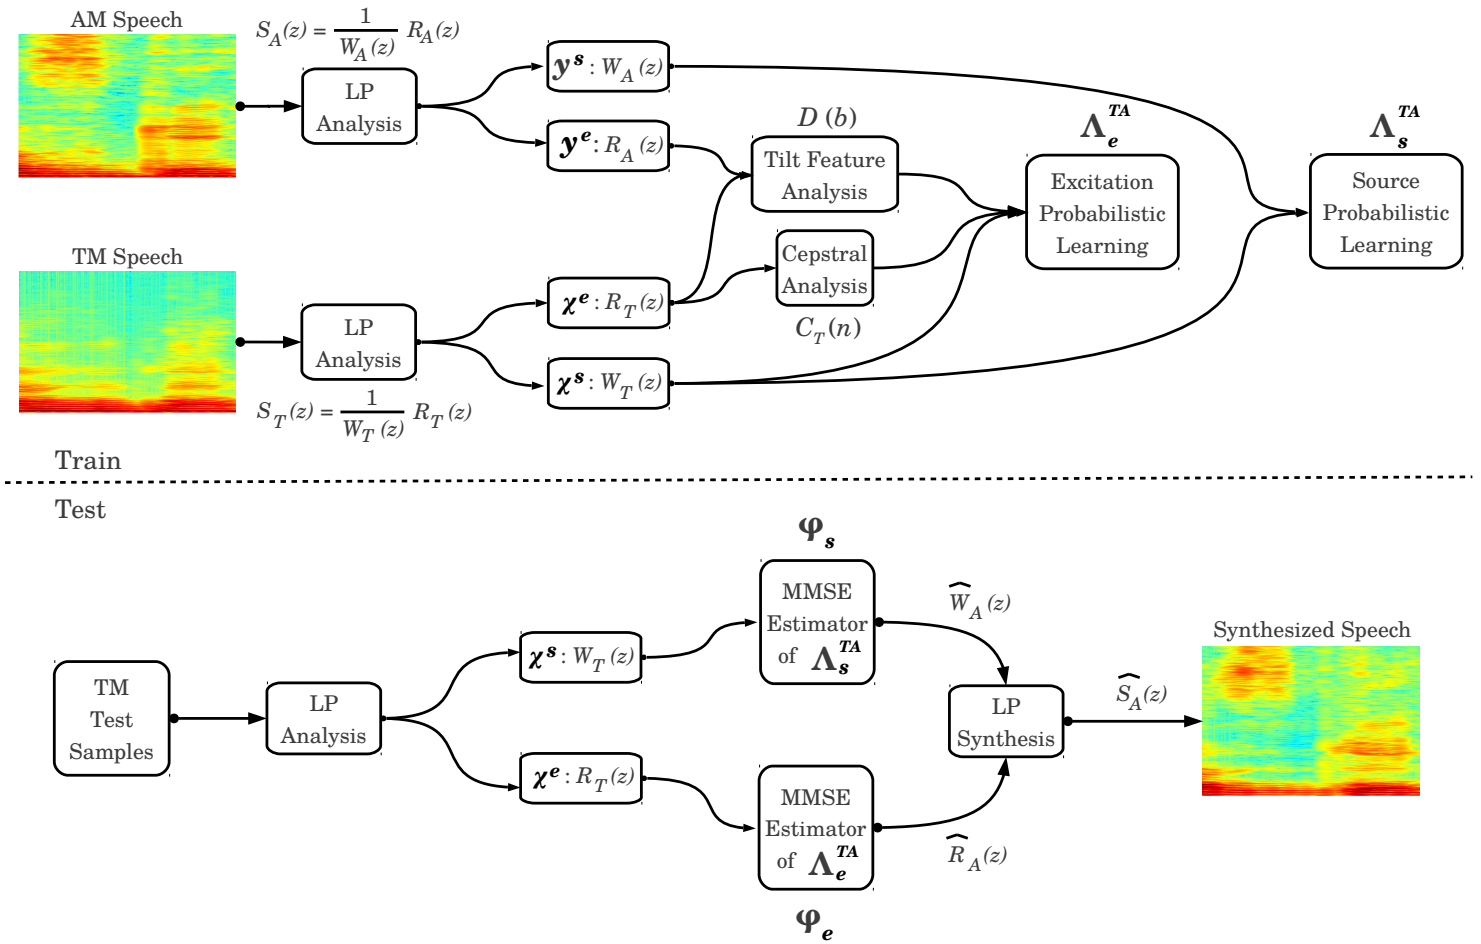 AM Speech
S_A(z) = 1/W_A(z) R_A(z)
LP
Analysis
y^s : W_A(z)
y^e : R_A(z)
D (b)
Tilt Feature
Analysis
Λ_e^TA
Excitation
Probabilistic
Learning
Λ_s^TA
Source
Probabilistic
Learning
TM Speech
LP
Analysis
S_T(z) = 1/W_T(z) R_T(z)
χ^e : R_T(z)
χ^s : W_T(z)
Cepstral
Analysis
C_T(n)
Train
Test
TM
Test
Samples
LP
Analysis
χ^s : W_T(z)
χ^e : R_T(z)
φ_s
MMSE
Estimator
of Λ_s^TA
Ŵ_A(z)
MMSE
Estimator
of Λ_e^TA
φ_e
R̂_A(z)
LP
Synthesis
Ŝ_A(z)
Synthesized Speech